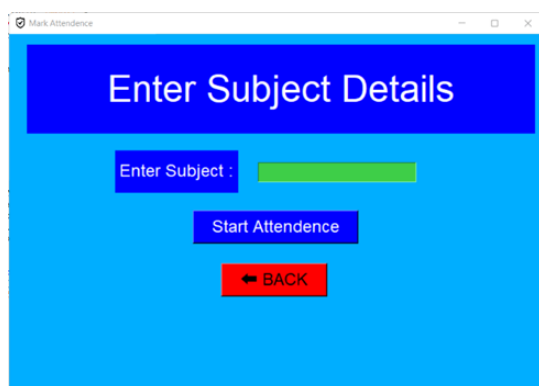 Mark Attendence
Enter Subject Details
Enter Subject :
Start Attendence
⬅ BACK